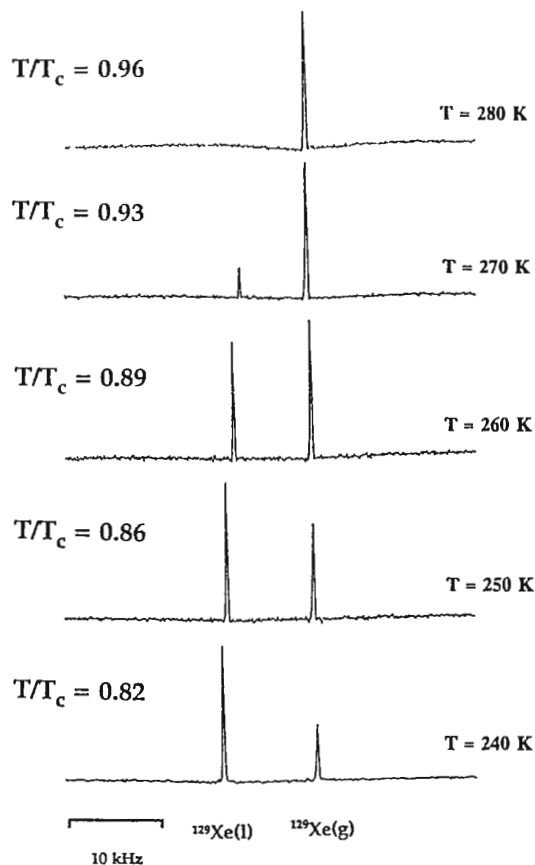 T/Tc = 0.96
T = 280 K
T/Tc = 0.93
T = 270 K
T/Tc = 0.89
T = 260 K
T/Tc = 0.86
T = 250 K
T/Tc = 0.82
T = 240 K
¹²⁹Xe(l) ¹²⁹Xe(g)
10 kHz